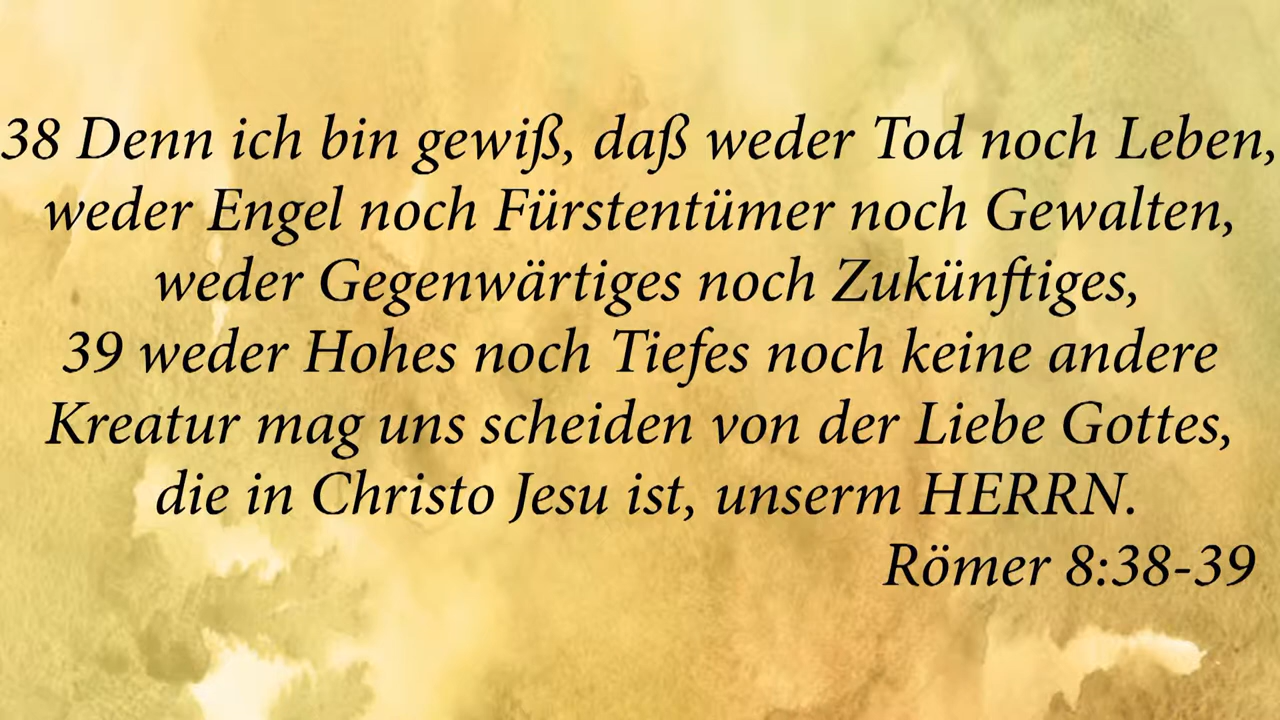 38 Denn ich bin gewiß, daß weder Tod noch Leben,
weder Engel noch Fürstentümer noch Gewalten,
weder Gegenwärtiges noch Zukünftiges,
39 weder Hohes noch Tiefes noch keine andere
Kreatur mag uns scheiden von der Liebe Gottes,
die in Christo Jesu ist, unserm HERRN.
Römer 8:38-39